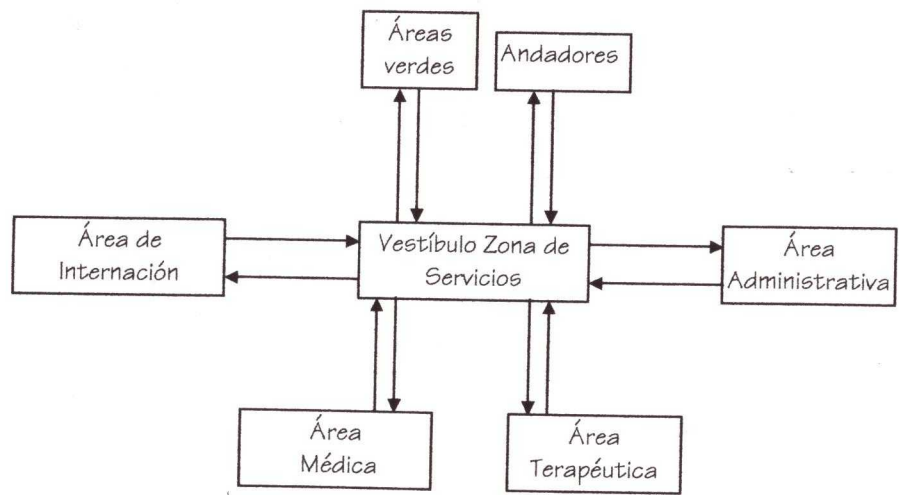 Áreas
verdes
Andadores
Área de
Internación
Vestíbulo Zona de
Servicios
Área
Administrativa
Área
Médica
Área
Terapéutica